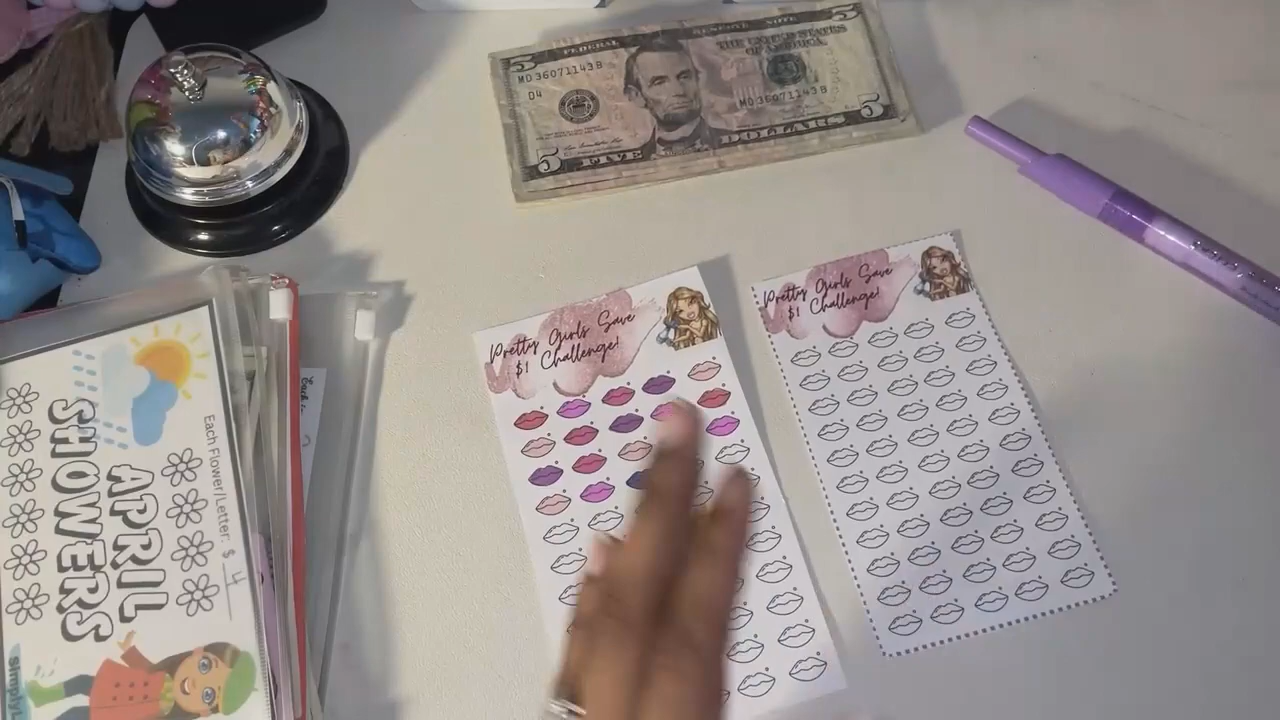 5 FEDERAL RESERVE NOTE 5
THE UNITED STATES
OF AMERICA
MD 36071143 B
D4
MD 36071143 B
5 FIVE DOLLARS 5
Pretty Girls Save
$1 Challenge!
Pretty Girls Save
$1 Challenge!
Each Flower/Letter: $ 4
APRIL
SHOWERS